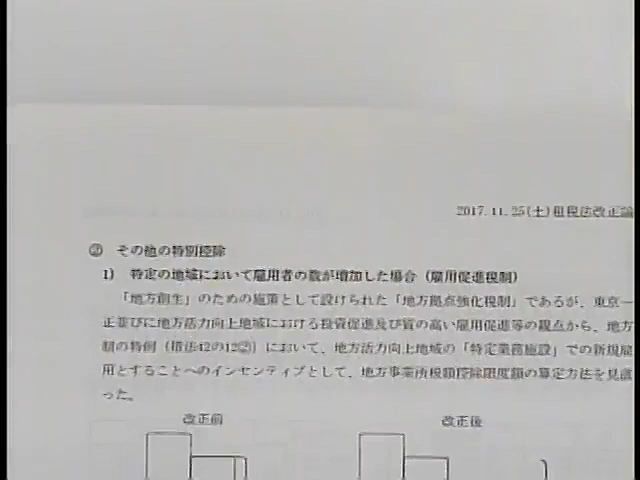 2017.11.25(土)租税法改正論
② その他の特別控除
1) 特定の地域において雇用者の数が増加した場合（雇用促進税制）
「地方創生」のための施策として設けられた「地方拠点強化税制」であるが、東京一
正並びに地方活力向上地域における投資促進及び質の高い雇用促進等の観点から、地方
制の特例（措法42の12②）において、地方活力向上地域の「特定業務施設」での新規雇
用とすることへのインセンティブとして、地方事業所税額控除限度額の算定方法を見直
った。
改正前 改正後